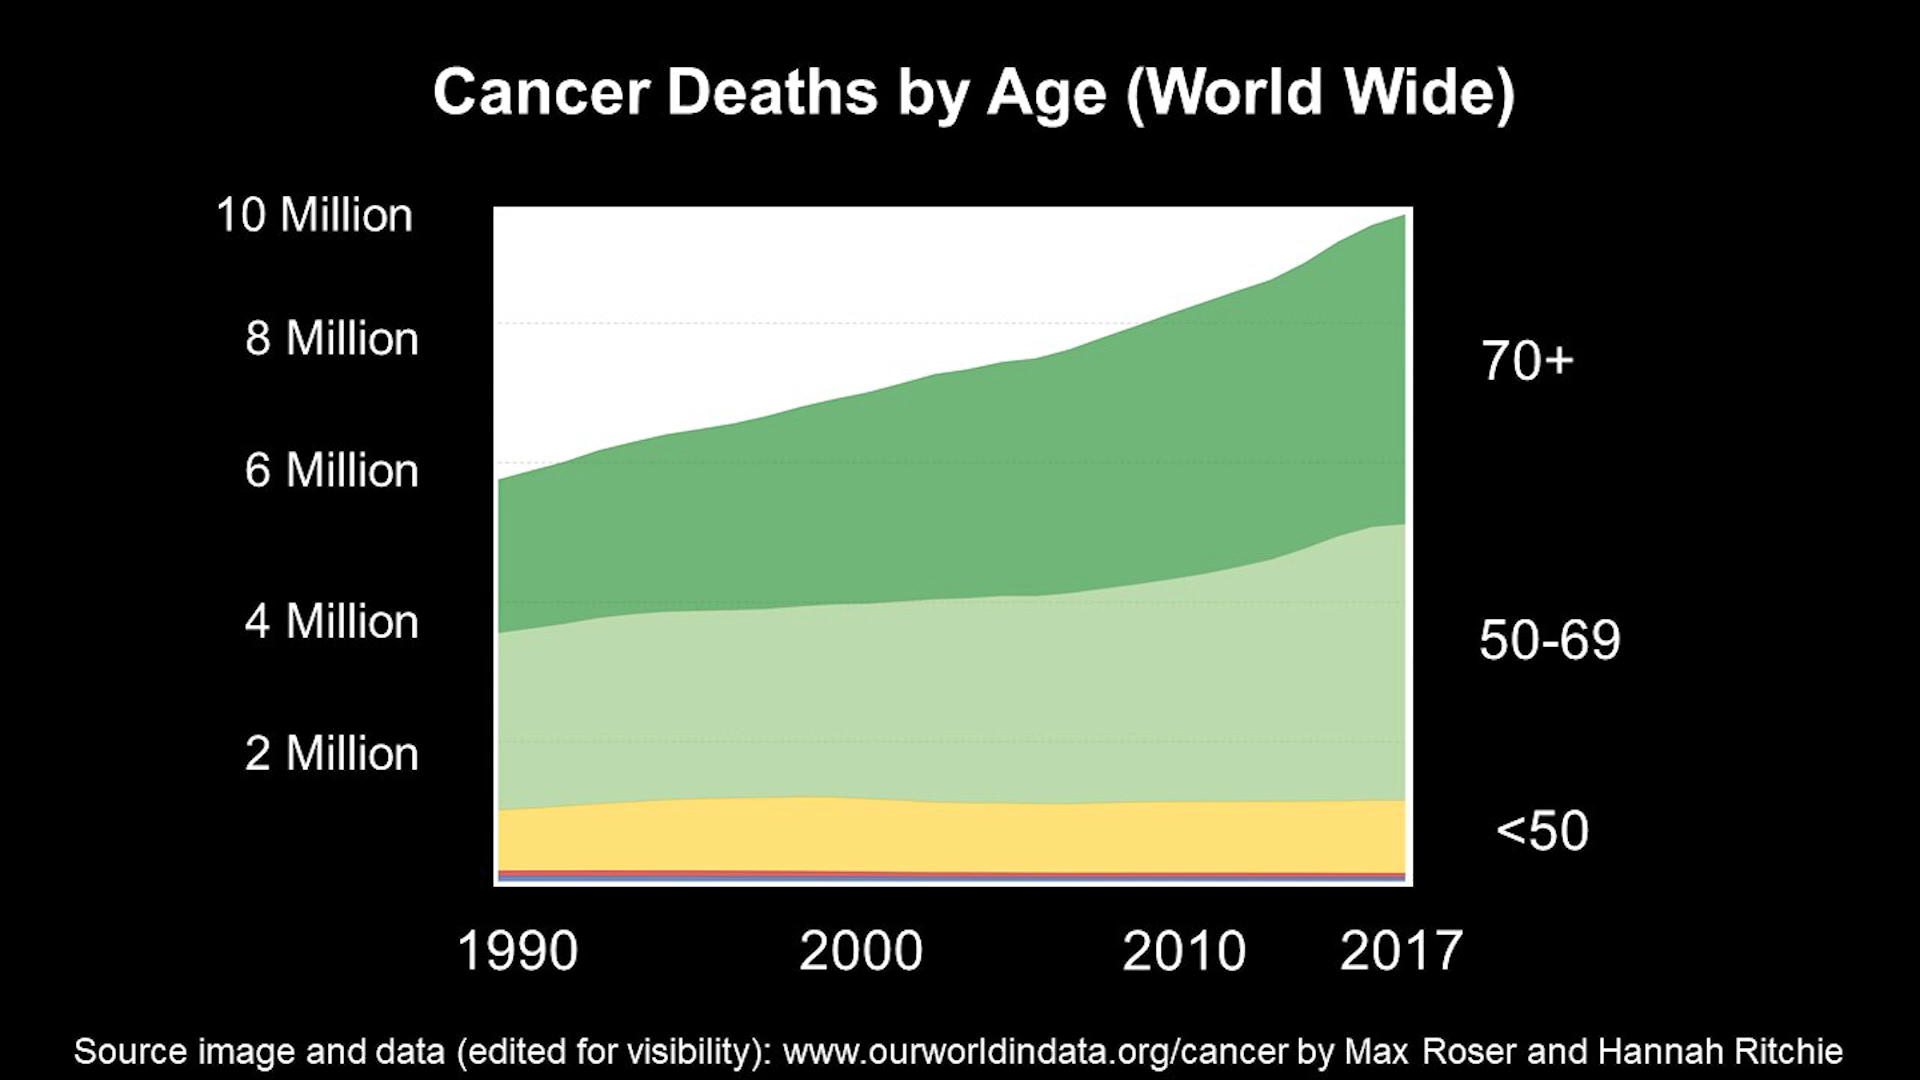 Cancer Deaths by Age (World Wide)
10 Million
8 Million
6 Million
4 Million
2 Million
70+
50-69
<50
1990 2000 2010 2017
Source image and data (edited for visibility): www.ourworldindata.org/cancer by Max Roser and Hannah Ritchie